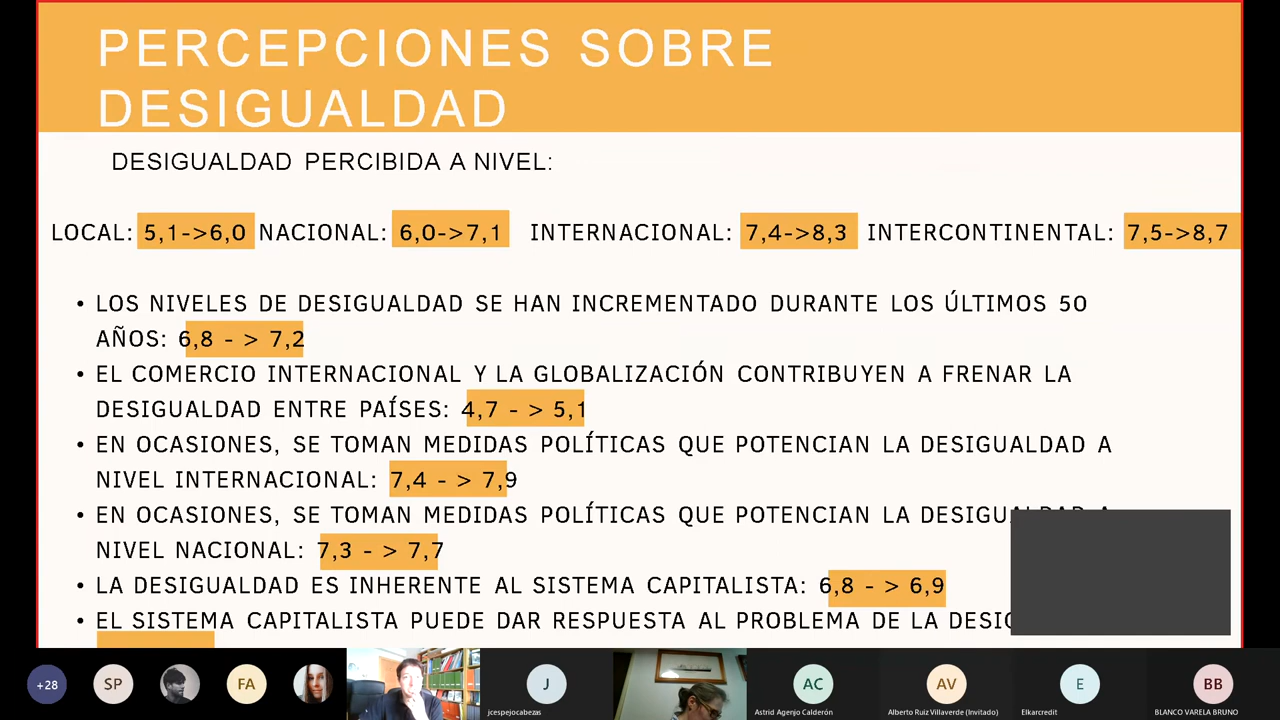 PERCEPCIONES SOBRE
DESIGUALDAD
DESIGUALDAD PERCIBIDA A NIVEL:
LOCAL: 5,1->6,0 NACIONAL: 6,0->7,1 INTERNACIONAL: 7,4->8,3 INTERCONTINENTAL: 7,5->8,7
• LOS NIVELES DE DESIGUALDAD SE HAN INCREMENTADO DURANTE LOS ÚLTIMOS 50
AÑOS: 6,8 - > 7,2
• EL COMERCIO INTERNACIONAL Y LA GLOBALIZACIÓN CONTRIBUYEN A FRENAR LA
DESIGUALDAD ENTRE PAÍSES: 4,7 - > 5,1
• EN OCASIONES, SE TOMAN MEDIDAS POLÍTICAS QUE POTENCIAN LA DESIGUALDAD A
NIVEL INTERNACIONAL: 7,4 - > 7,9
• EN OCASIONES, SE TOMAN MEDIDAS POLÍTICAS QUE POTENCIAN LA DESIGUALDAD A
NIVEL NACIONAL: 7,3 - > 7,7
• LA DESIGUALDAD ES INHERENTE AL SISTEMA CAPITALISTA: 6,8 - > 6,9
• EL SISTEMA CAPITALISTA PUEDE DAR RESPUESTA AL PROBLEMA DE LA
+28 SP FA J AC AV E BB
jcespejocabezas Astrid Agenjo Calderón Alberto Ruiz Villaverde (Invitado) Elkarcredit BLANCO VARELA BRUNO